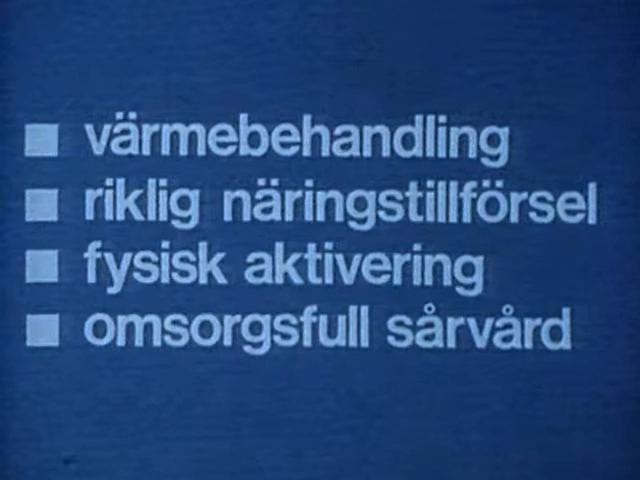 värmebehandling
riklig näringstillförsel
fysisk aktivering
omsorgsfull sårvård